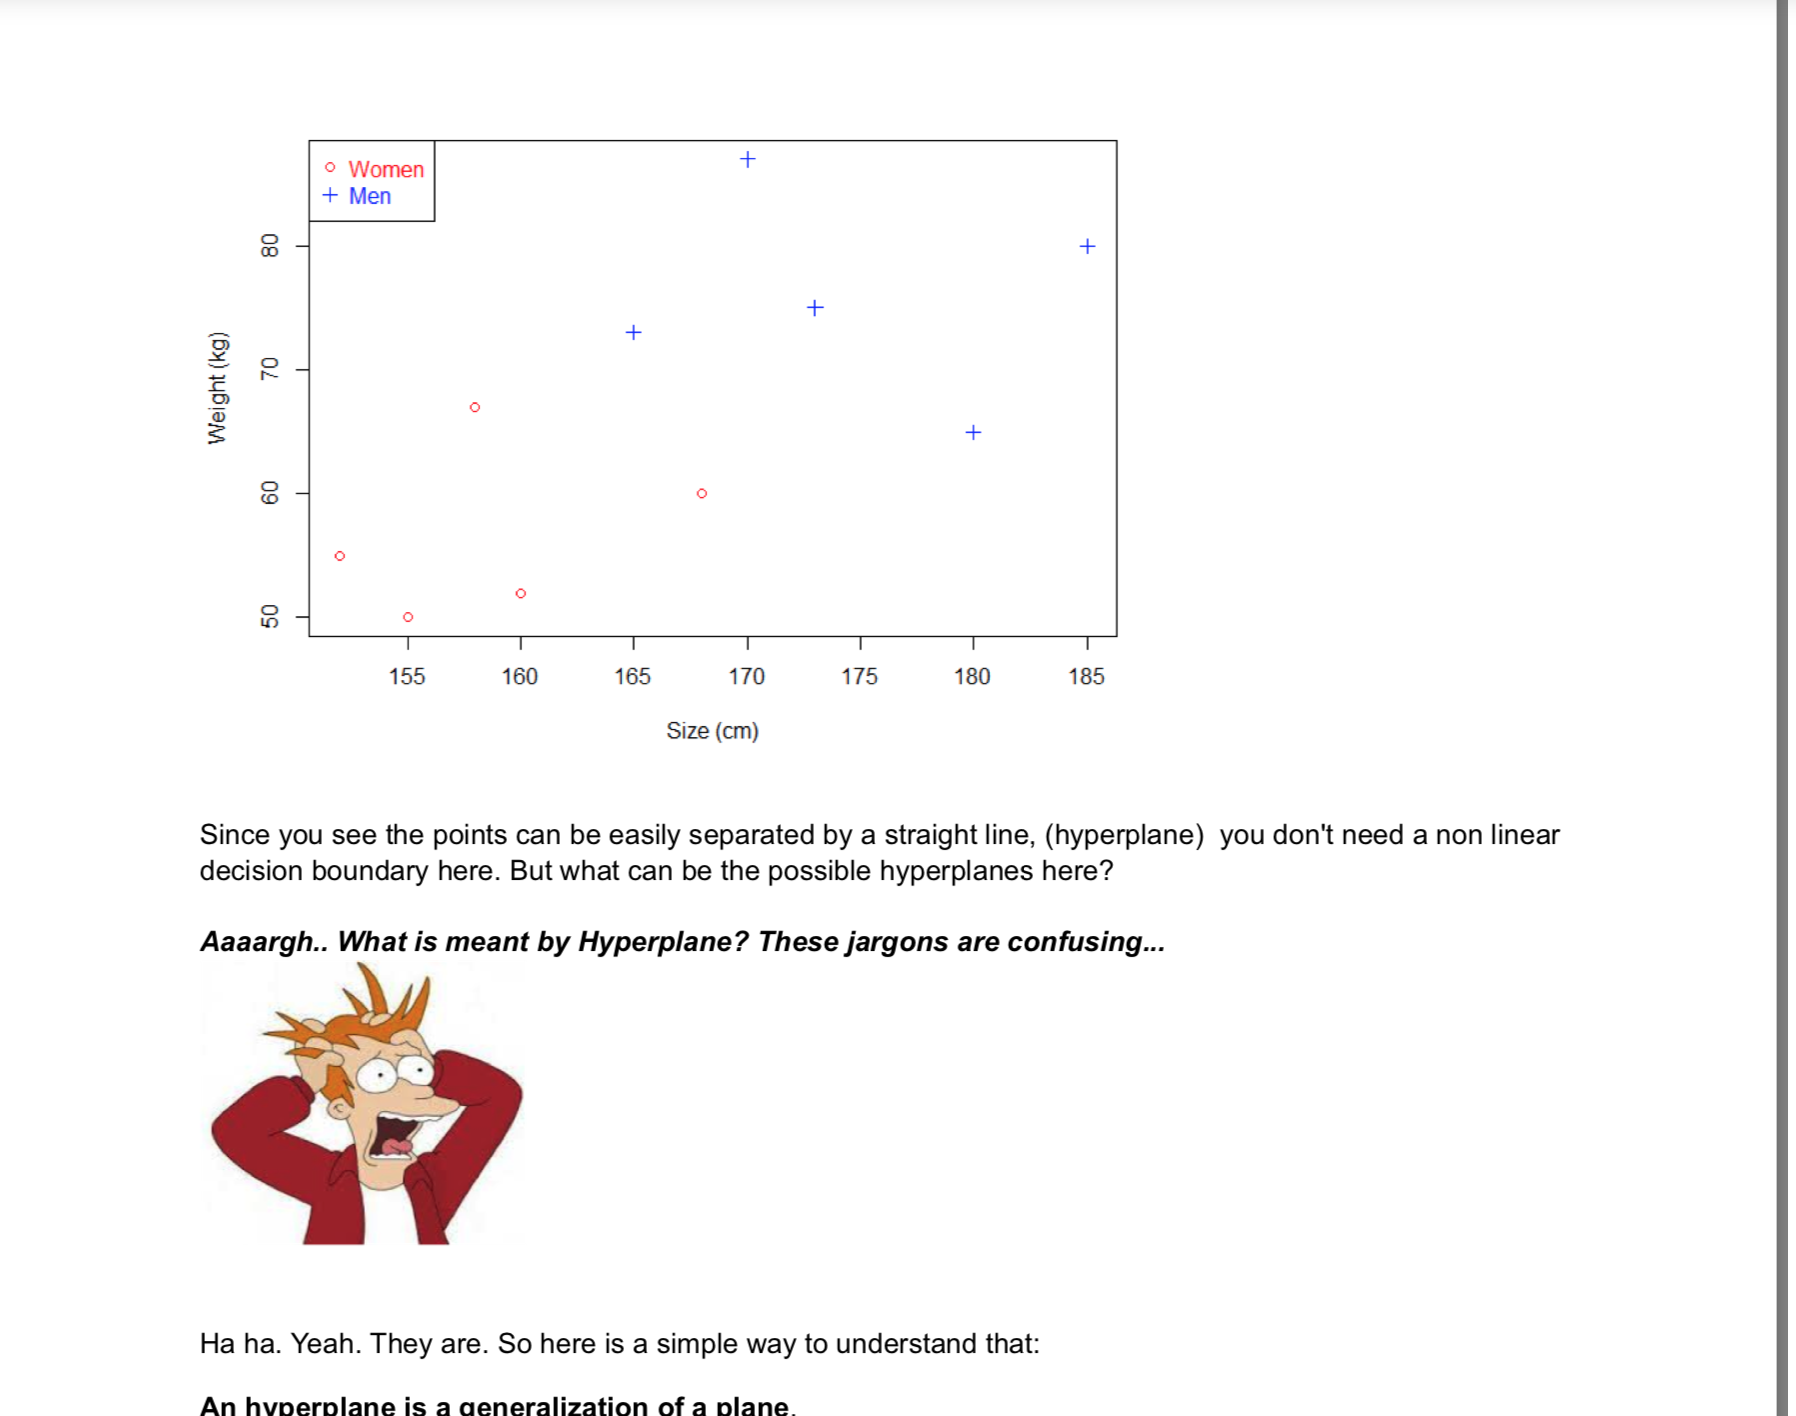 Women
Men
80
70
60
50
Weight (kg)
155 160 165 170 175 180 185
Size (cm)
Since you see the points can be easily separated by a straight line, (hyperplane)  you don't need a non linear
decision boundary here. But what can be the possible hyperplanes here?
Aaaargh.. What is meant by Hyperplane? These jargons are confusing...
Ha ha. Yeah. They are. So here is a simple way to understand that:
An hyperplane is a generalization of a plane.